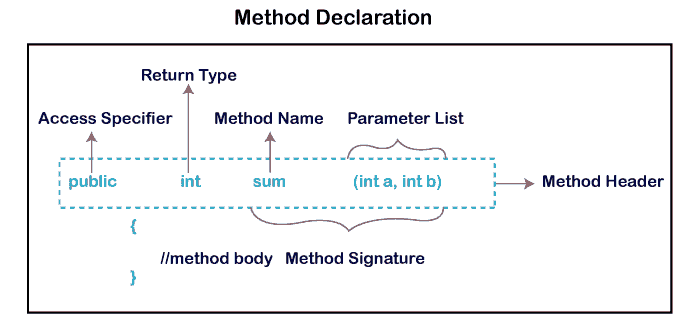 Method Declaration
Return Type
Access Specifier Method Name Parameter List
public int sum (int a, int b) Method Header
{
//method body Method Signature
}